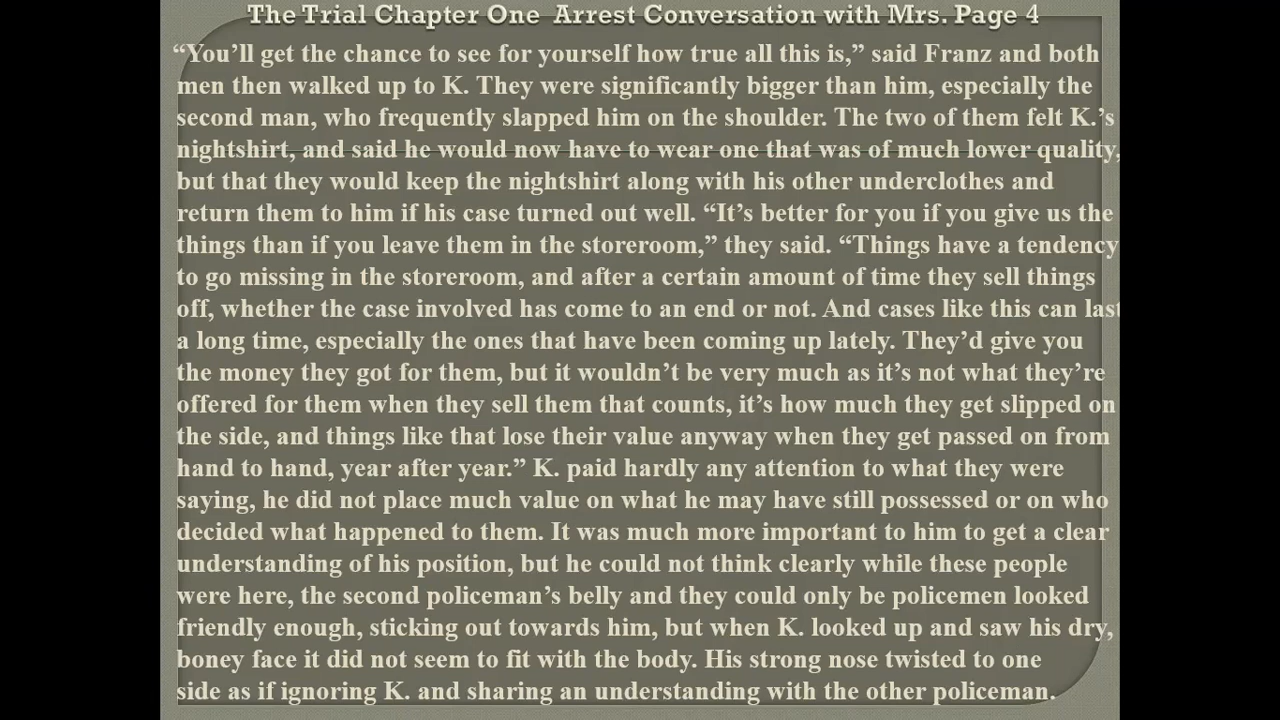 The Trial Chapter One Arrest Conversation with Mrs. Page 4
“You’ll get the chance to see for yourself how true all this is,” said Franz and both
men then walked up to K. They were significantly bigger than him, especially the
second man, who frequently slapped him on the shoulder. The two of them felt K.’s
nightshirt, and said he would now have to wear one that was of much lower quality,
but that they would keep the nightshirt along with his other underclothes and
return them to him if his case turned out well. “It’s better for you if you give us the
things than if you leave them in the storeroom,” they said. “Things have a tendency
to go missing in the storeroom, and after a certain amount of time they sell things
off, whether the case involved has come to an end or not. And cases like this can last
a long time, especially the ones that have been coming up lately. They’d give you
the money they got for them, but it wouldn’t be very much as it’s not what they’re
offered for them when they sell them that counts, it’s how much they get slipped on
the side, and things like that lose their value anyway when they get passed on from
hand to hand, year after year.” K. paid hardly any attention to what they were
saying, he did not place much value on what he may have still possessed or on who
decided what happened to them. It was much more important to him to get a clear
understanding of his position, but he could not think clearly while these people
were here, the second policeman’s belly and they could only be policemen looked
friendly enough, sticking out towards him, but when K. looked up and saw his dry,
boney face it did not seem to fit with the body. His strong nose twisted to one
side as if ignoring K. and sharing an understanding with the other policeman.